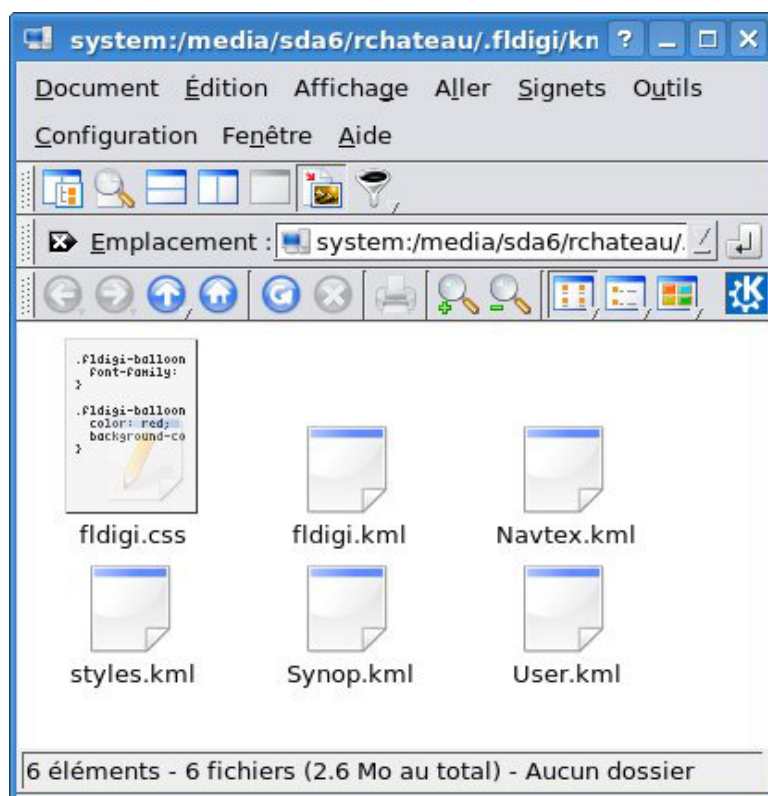 system:/media/sda6/rchateau/.fldigi/kn
Document Édition Affichage Aller Signets Outils
Configuration Fenêtre Aide
Emplacement : system:/media/sda6/rchateau/.
.fldigi-balloon
font-family:
}
.fldigi-balloon
color: red;
background-co
}
fldigi.css fldigi.kml Navtex.kml
styles.kml Synop.kml User.kml
6 éléments - 6 fichiers (2.6 Mo au total) - Aucun dossier